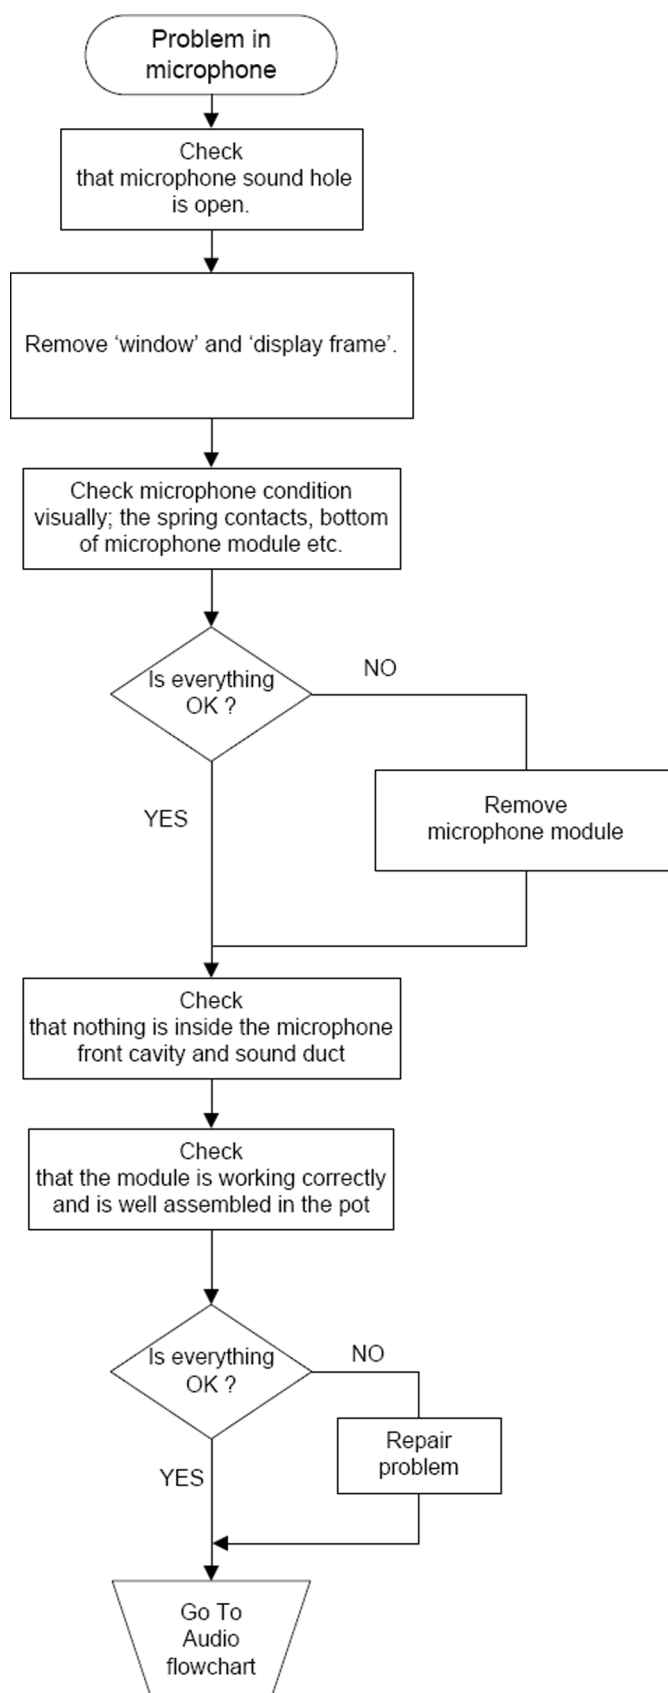 Problem in
microphone
Check
that microphone sound hole
is open.
Remove ‘window’ and ‘display frame’.
Check microphone condition
visually; the spring contacts, bottom
of microphone module etc.
Is everything
OK ?
NO
YES
Remove
microphone module
Check
that nothing is inside the microphone
front cavity and sound duct
Check
that the module is working correctly
and is well assembled in the pot
Is everything
OK ?
NO
YES
Repair
problem
Go To
Audio
flowchart